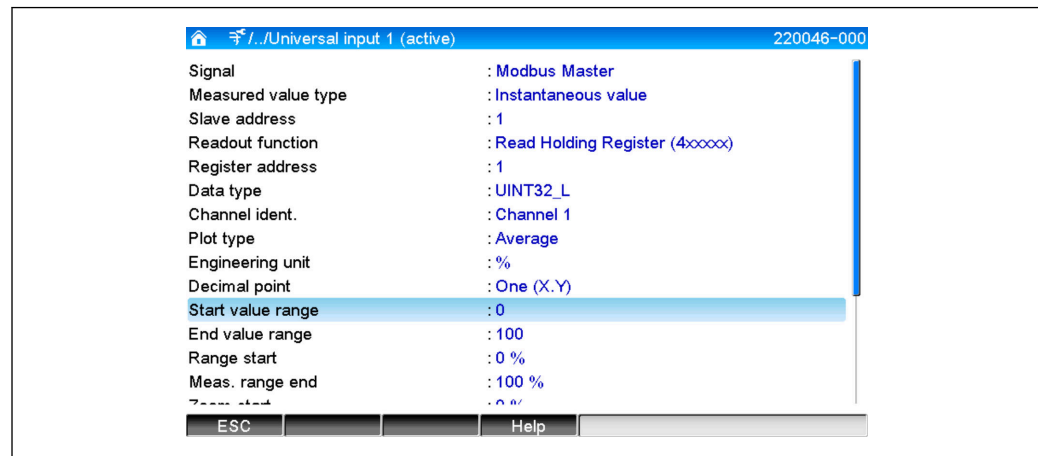 /../Universal input 1 (active) 220046-000
Signal : Modbus Master
Measured value type : Instantaneous value
Slave address : 1
Readout function : Read Holding Register (4xxxxx)
Register address : 1
Data type : UINT32_L
Channel ident. : Channel 1
Plot type : Average
Engineering unit : %
Decimal point : One (X.Y)
Start value range : 0
End value range : 100
Range start : 0 %
Meas. range end : 100 %
Zoom start : 0 %
ESC Help